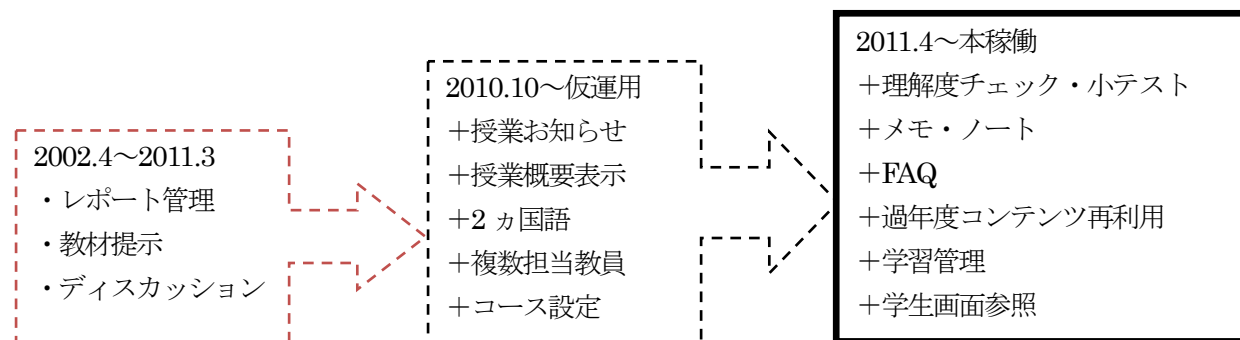 2002.4～2011.3
・レポート管理
・教材提示
・ディスカッション
2010.10～仮運用
＋授業お知らせ
＋授業概要表示
＋2 ヵ国語
＋複数担当教員
＋コース設定
2011.4～本稼働
＋理解度チェック・小テスト
＋メモ・ノート
＋FAQ
＋過年度コンテンツ再利用
＋学習管理
＋学生画面参照